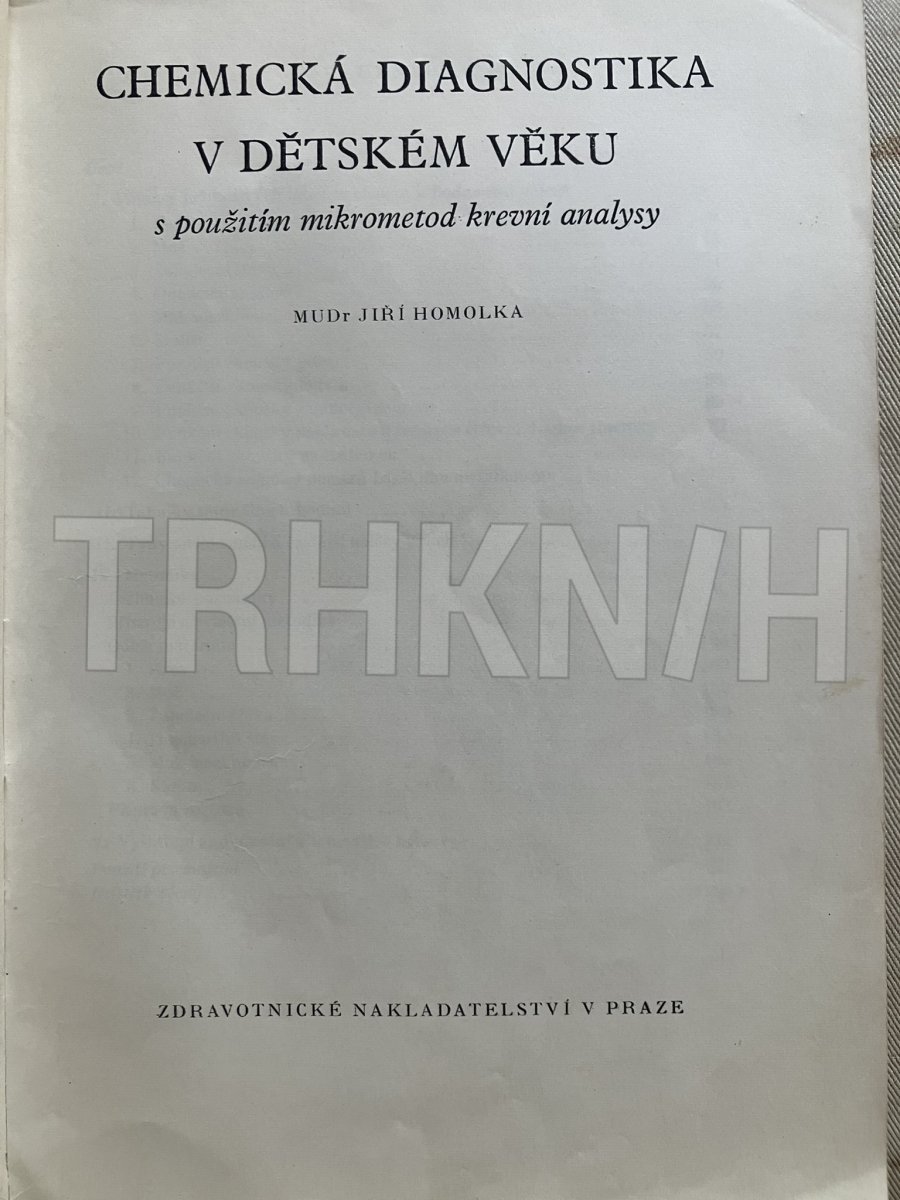 CHEMICKÁ DIAGNOSTIKA
V DĚTSKÉM VĚKU
s použitím mikrometod krevní analysy
MUDr JIŘÍ HOMOLKA
TRHKNIH
ZDRAVOTNICKÉ NAKLADATELSTVÍ V PRAZE